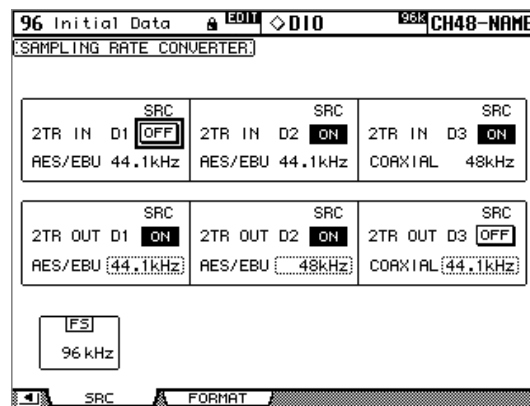 96 Initial Data EDIT ◇DIO 96K CH48-NAME
SAMPLING RATE CONVERTER
SRC SRC SRC
2TR IN D1 OFF 2TR IN D2 ON 2TR IN D3 ON
AES/EBU 44.1kHz AES/EBU 44.1kHz COAXIAL 48kHz
SRC SRC SRC
2TR OUT D1 ON 2TR OUT D2 ON 2TR OUT D3 OFF
AES/EBU 44.1kHz AES/EBU 48kHz COAXIAL 44.1kHz
FS
96 kHz
SRC FORMAT